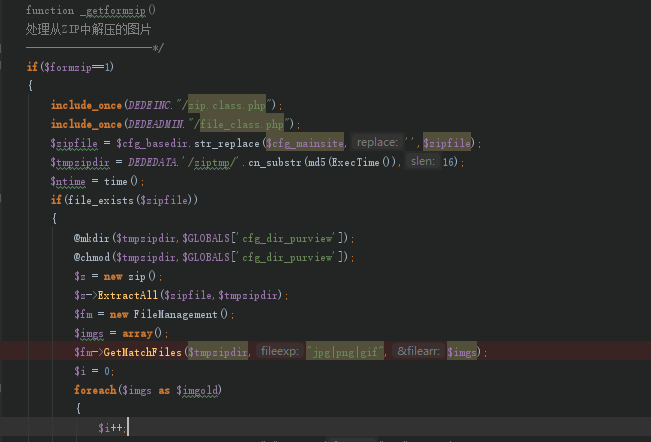 function _getformzip()
处理从ZIP中解压的图片
---------------------*/
if($formzip==1)
{
include_once(DEDEINC."/zip.class.php");
include_once(DEDEADMIN."/file_class.php");
$zipfile = $cfg_basedir.str_replace($cfg_mainsite, replace: '',$zipfile);
$tmpzipdir = DEDEDATA.'/ziptmp/'.cn_substr(md5(ExecTime()), slen: 16);
$ntime = time();
if(file_exists($zipfile))
{
@mkdir($tmpzipdir,$GLOBALS['cfg_dir_purview']);
@chmod($tmpzipdir,$GLOBALS['cfg_dir_purview']);
$z = new zip();
$z->ExtractAll($zipfile,$tmpzipdir);
$fm = new FileManagement();
$imgs = array();
$fm->GetMatchFiles($tmpzipdir, fileexp: "jpg|png|gif", &filearr: $imgs);
$i = 0;
foreach($imgs as $imgold)
{
$i++;